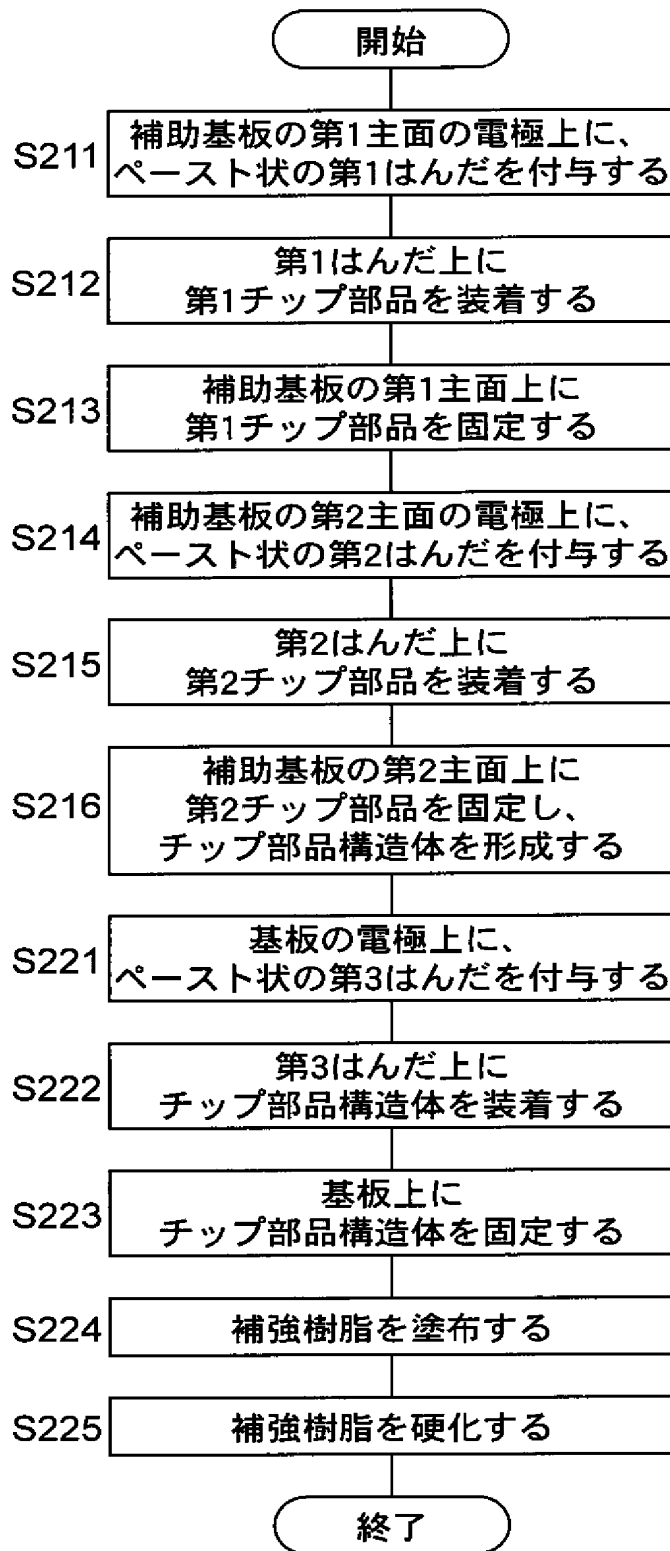 開始
S211
補助基板の第1主面の電極上に、
ペースト状の第1はんだを付与する
S212
第1はんだ上に
第1チップ部品を装着する
S213
補助基板の第1主面上に
第1チップ部品を固定する
S214
補助基板の第2主面の電極上に、
ペースト状の第2はんだを付与する
S215
第2はんだ上に
第2チップ部品を装着する
S216
補助基板の第2主面上に
第2チップ部品を固定し、
チップ部品構造体を形成する
S221
基板の電極上に、
ペースト状の第3はんだを付与する
S222
第3はんだ上に
チップ部品構造体を装着する
S223
基板上に
チップ部品構造体を固定する
S224
補強樹脂を塗布する
S225
補強樹脂を硬化する
終了